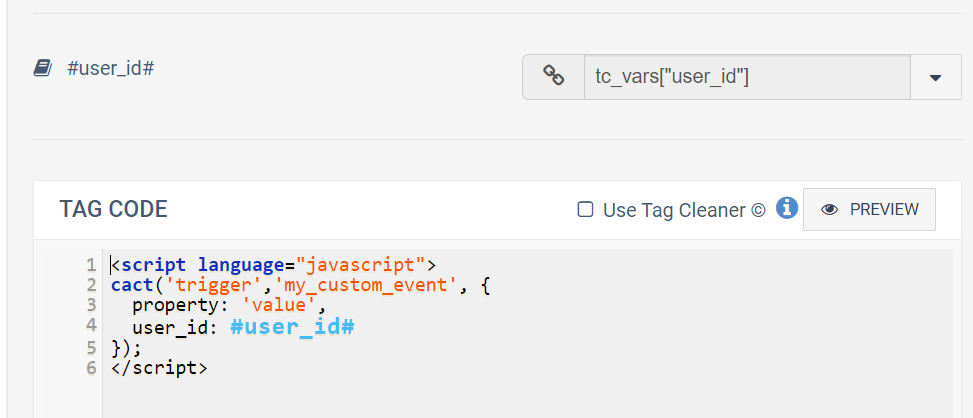 #user_id#
tc_vars["user_id"]
TAG CODE
Use Tag Cleaner ©
PREVIEW
1 <script language="javascript">
2 cact('trigger','my_custom_event', {
3   property: 'value',
4   user_id: #user_id#
5 });
6 </script>